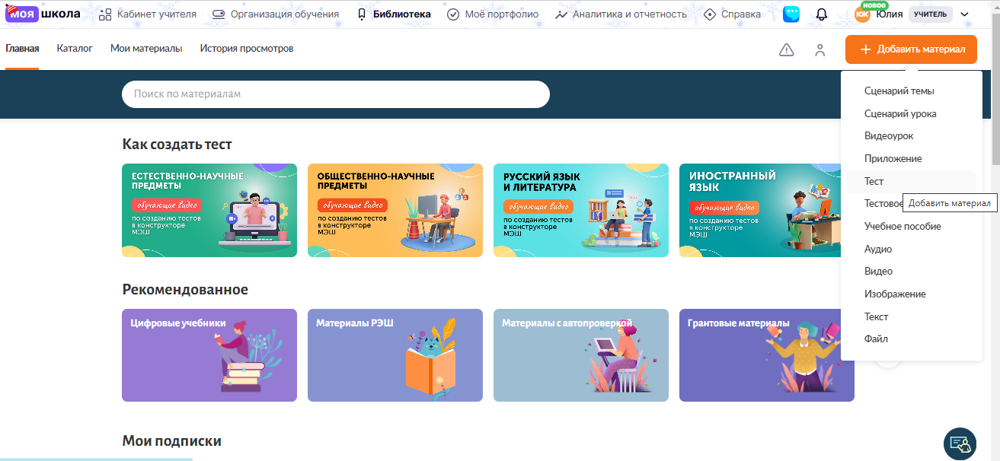 моя школа
Кабинет учителя
Организация обучения
Библиотека
Моё портфолио
Аналитика и отчетность
Справка
НОВОЕ
ЮК
Юлия
УЧИТЕЛЬ
Главная
Каталог
Мои материалы
История просмотров
+ Добавить материал
Поиск по материалам
Сценарий темы
Сценарий урока
Видеоурок
Приложение
Тест
Тестовое
Добавить материал
Учебное пособие
Аудио
Видео
Изображение
Текст
Файл
Как создать тест
ЕСТЕСТВЕННО-НАУЧНЫЕ
ПРЕДМЕТЫ
обучающие видео
по созданию тестов
в конструкторе
МЭШ
ОБЩЕСТВЕННО-НАУЧНЫЕ
ПРЕДМЕТЫ
обучающие видео
по созданию тестов
в конструкторе
МЭШ
РУССКИЙ ЯЗЫК
И ЛИТЕРАТУРА
обучающие видео
по созданию тестов
в конструкторе
МЭШ
ИНОСТРАННЫЙ
ЯЗЫК
обучающие видео
по созданию тестов
в конструкторе
МЭШ
Рекомендованное
Цифровые учебники
Материалы РЭШ
Материалы с автопроверкой
Грантовые материалы
Мои подписки